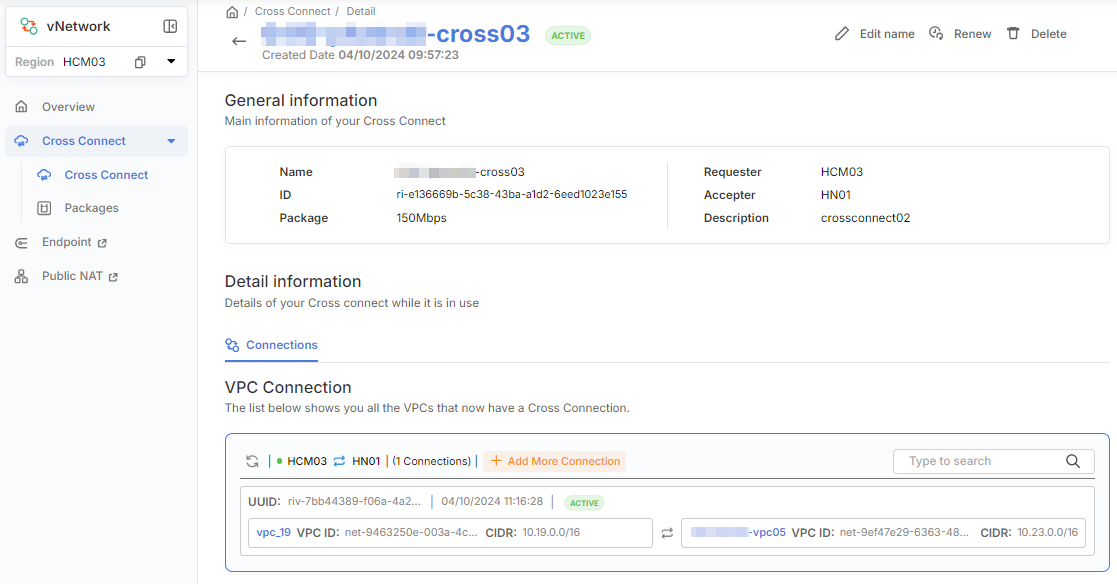 vNetwork
Region HCM03
Overview
Cross Connect
Cross Connect
Packages
Endpoint
Public NAT
/ Cross Connect / Detail
-cross03 ACTIVE
Created Date 04/10/2024 09:57:23
Edit name Renew Delete
General information
Main information of your Cross Connect
Name -cross03 Requester HCM03
ID ri-e136669b-5c38-43ba-a1d2-6eed1023e155 Accepter HN01
Package 150Mbps Description crossconnect02
Detail information
Details of your Cross connect while it is in use
Connections
VPC Connection
The list below shows you all the VPCs that now have a Cross Connection.
| HCM03 HN01 | (1 Connections) | + Add More Connection Type to search
UUID: riv-7bb44389-f06a-4a2... | 04/10/2024 11:16:28 | ACTIVE
vpc_19 VPC ID: net-9463250e-003a-4c... CIDR: 10.19.0.0/16 -vpc05 VPC ID: net-9ef47e29-6363-48... CIDR: 10.23.0.0/16